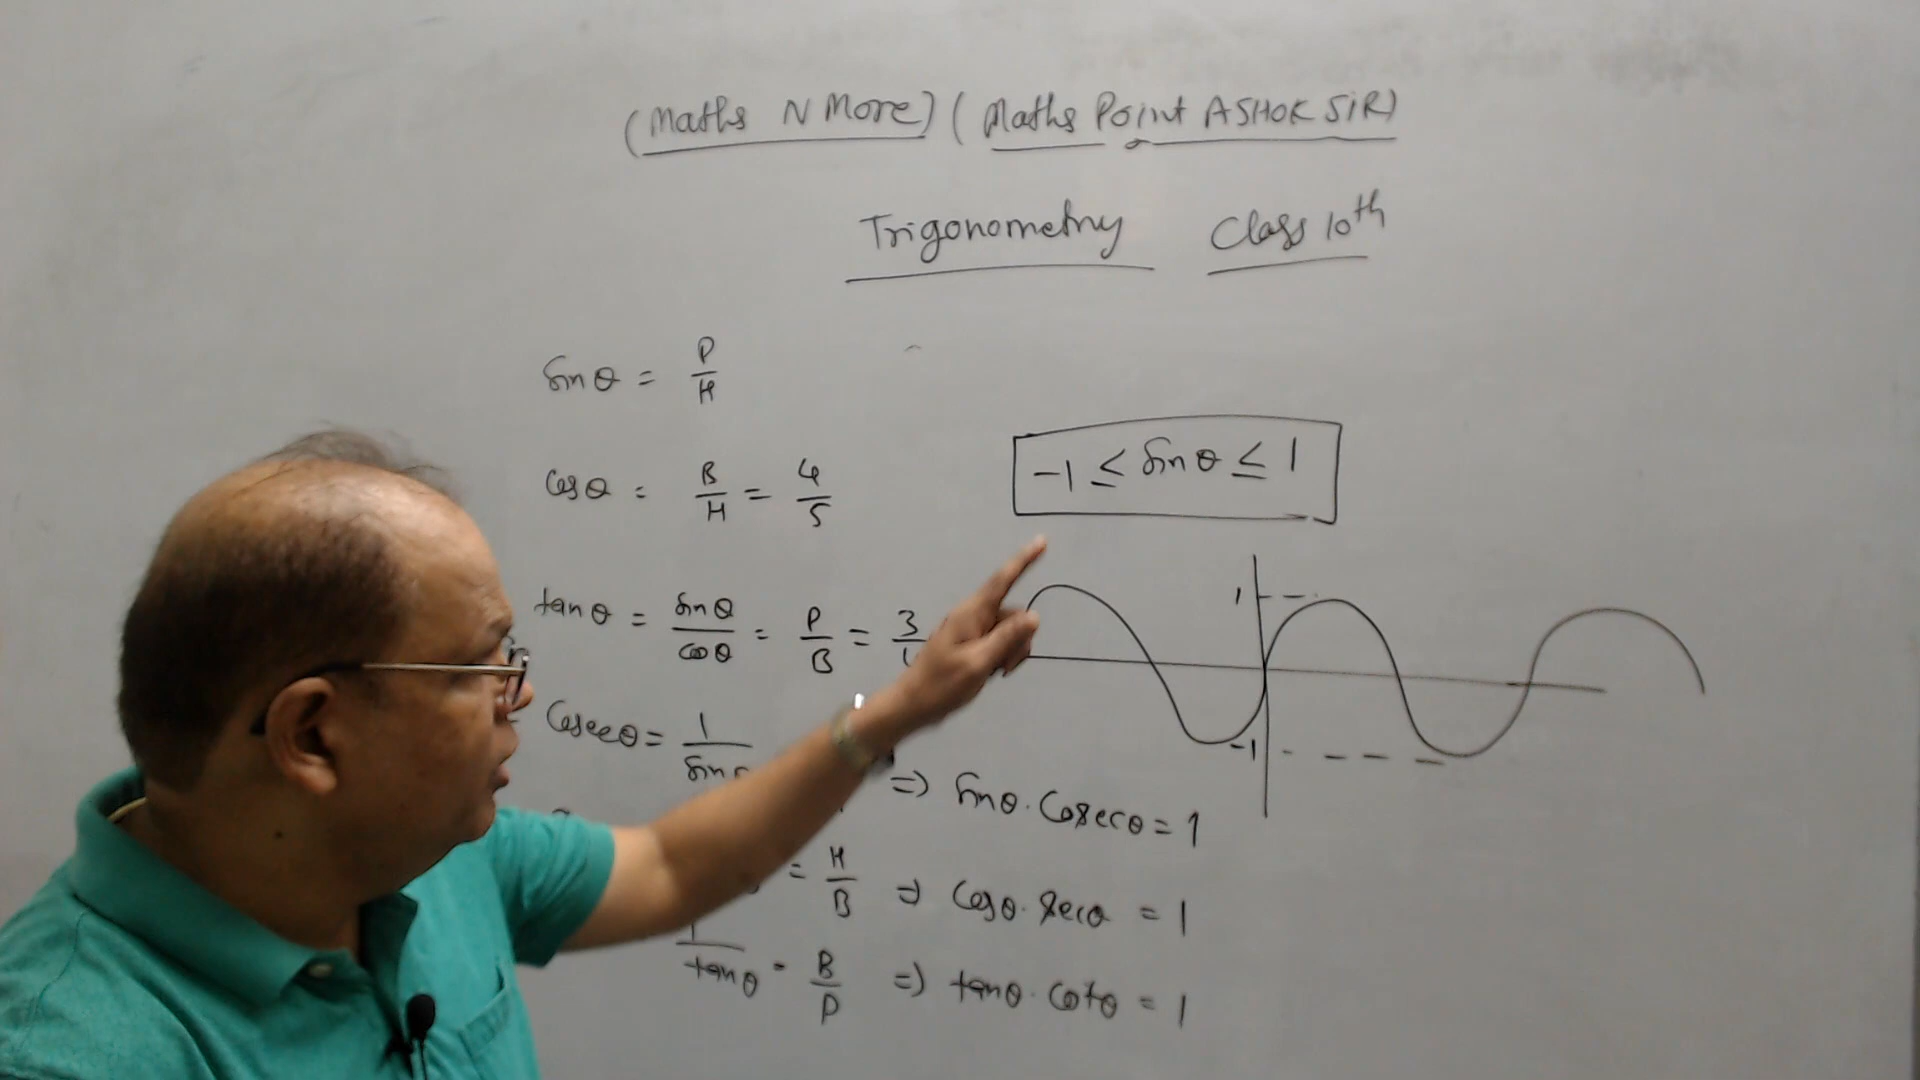 (Maths N More) (Maths Point ASHOK SIR)
Trigonometry Class 10th
sinθ = P/H
-1 ≤ sinθ ≤ 1
cosθ = B/H = 4/5
1
tanθ = sinθ/cosθ = P/B = 3/
-1
Cosecθ = 1/sin
=> sinθ. Cosecθ = 1
= H/B => Cosθ. Secθ = 1
1/tanθ = B/P => tanθ. Cotθ = 1